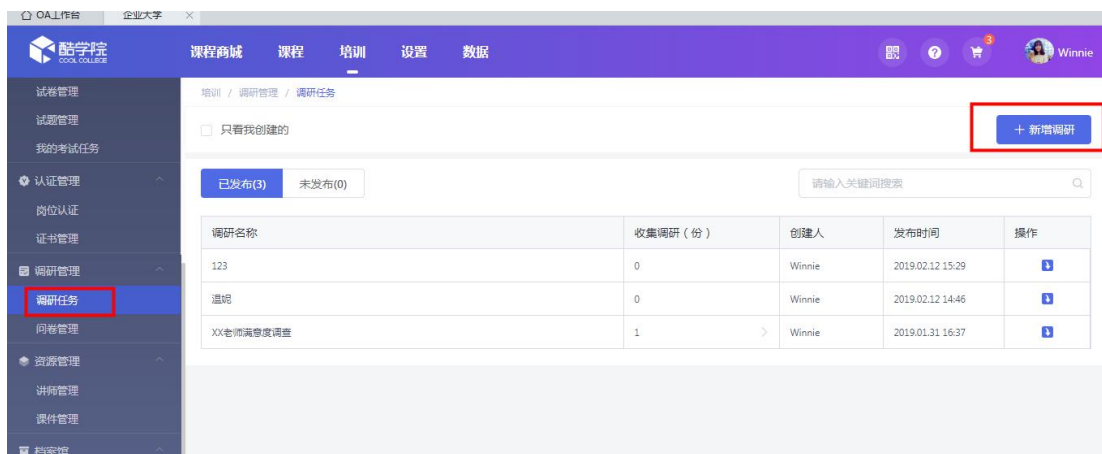 OA工作台 企业大学 ×
酷学院 COOL COLLEGE 课程商城 课程 培训 设置 数据 3 Winnie
试卷管理
试题管理
我的考试任务
认证管理
岗位认证
证书管理
调研管理
调研任务
问卷管理
资源管理
讲师管理
课件管理
档案馆
培训 / 调研管理 / 调研任务
只看我创建的 + 新增调研
已发布(3) 未发布(0) 请输入关键词搜索
调研名称 收集调研（份） 创建人 发布时间 操作
123 0 Winnie 2019.02.12 15:29
温妮 0 Winnie 2019.02.12 14:46
XX老师满意度调查 1 Winnie 2019.01.31 16:37